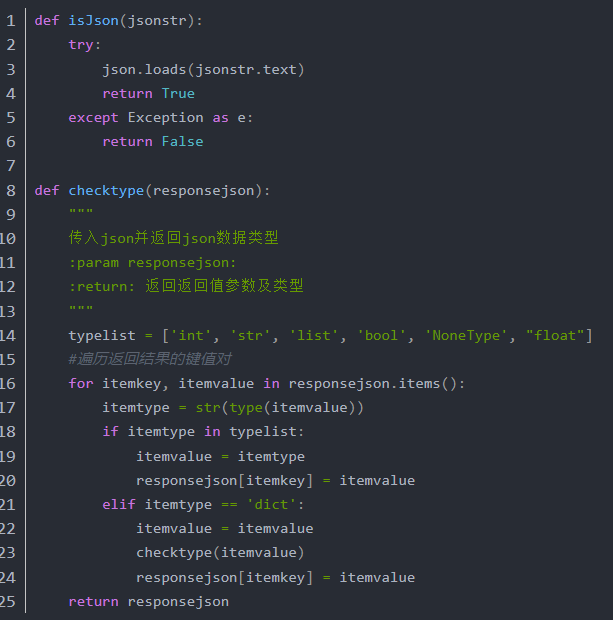 1 def isJson(jsonstr):
2     try:
3         json.loads(jsonstr.text)
4         return True
5     except Exception as e:
6         return False
7
8 def checktype(responsejson):
9     """
10     传入json并返回json数据类型
11     :param responsejson:
12     :return: 返回返回值参数及类型
13     """
14     typelist = ['int', 'str', 'list', 'bool', 'NoneType', "float"]
15     #遍历返回结果的键值对
16     for itemkey, itemvalue in responsejson.items():
17         itemtype = str(type(itemvalue))
18         if itemtype in typelist:
19             itemvalue = itemtype
20             responsejson[itemkey] = itemvalue
21         elif itemtype == 'dict':
22             itemvalue = itemvalue
23             checktype(itemvalue)
24             responsejson[itemkey] = itemvalue
25     return responsejson